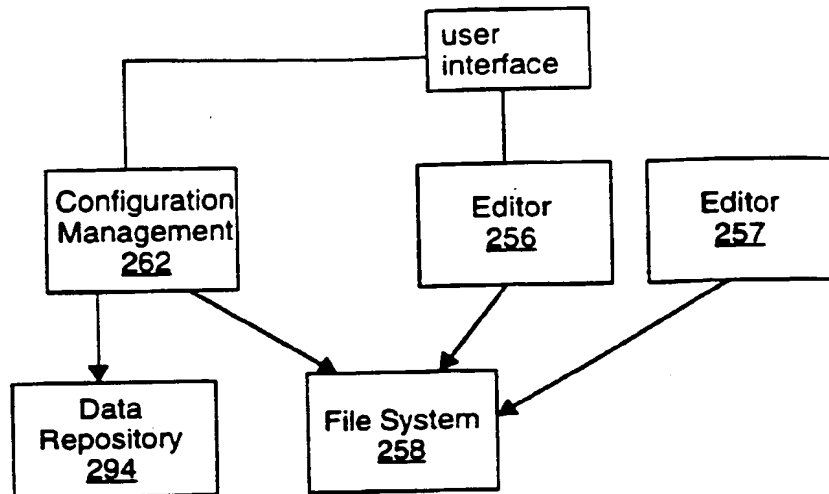 user
interface
Configuration
Management
262
Editor
256
Editor
257
Data
Repository
294
File System
258